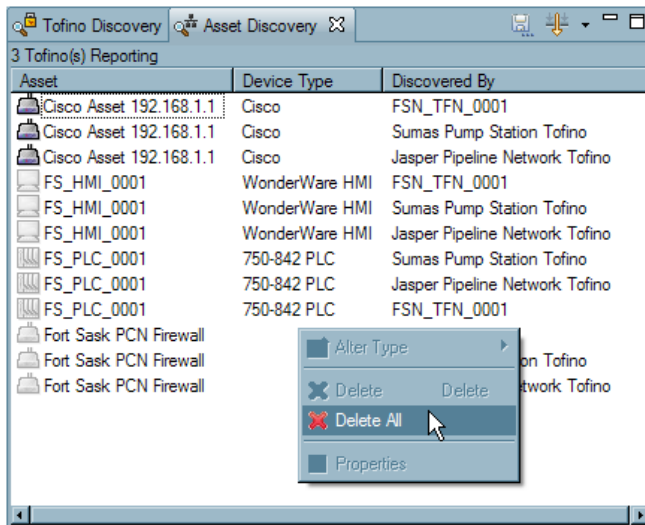 Tofino Discovery Asset Discovery
3 Tofino(s) Reporting
Asset Device Type Discovered By
Cisco Asset 192.168.1.1 Cisco FSN_TFN_0001
Cisco Asset 192.168.1.1 Cisco Sumas Pump Station Tofino
Cisco Asset 192.168.1.1 Cisco Jasper Pipeline Network Tofino
FS_HMI_0001 WonderWare HMI FSN_TFN_0001
FS_HMI_0001 WonderWare HMI Sumas Pump Station Tofino
FS_HMI_0001 WonderWare HMI Jasper Pipeline Network Tofino
FS_PLC_0001 750-842 PLC Sumas Pump Station Tofino
FS_PLC_0001 750-842 PLC Jasper Pipeline Network Tofino
FS_PLC_0001 750-842 PLC FSN_TFN_0001
Fort Sask PCN Firewall
Fort Sask PCN Firewall on Tofino
Fort Sask PCN Firewall twork Tofino
Alter Type
Delete Delete
Delete All
Properties